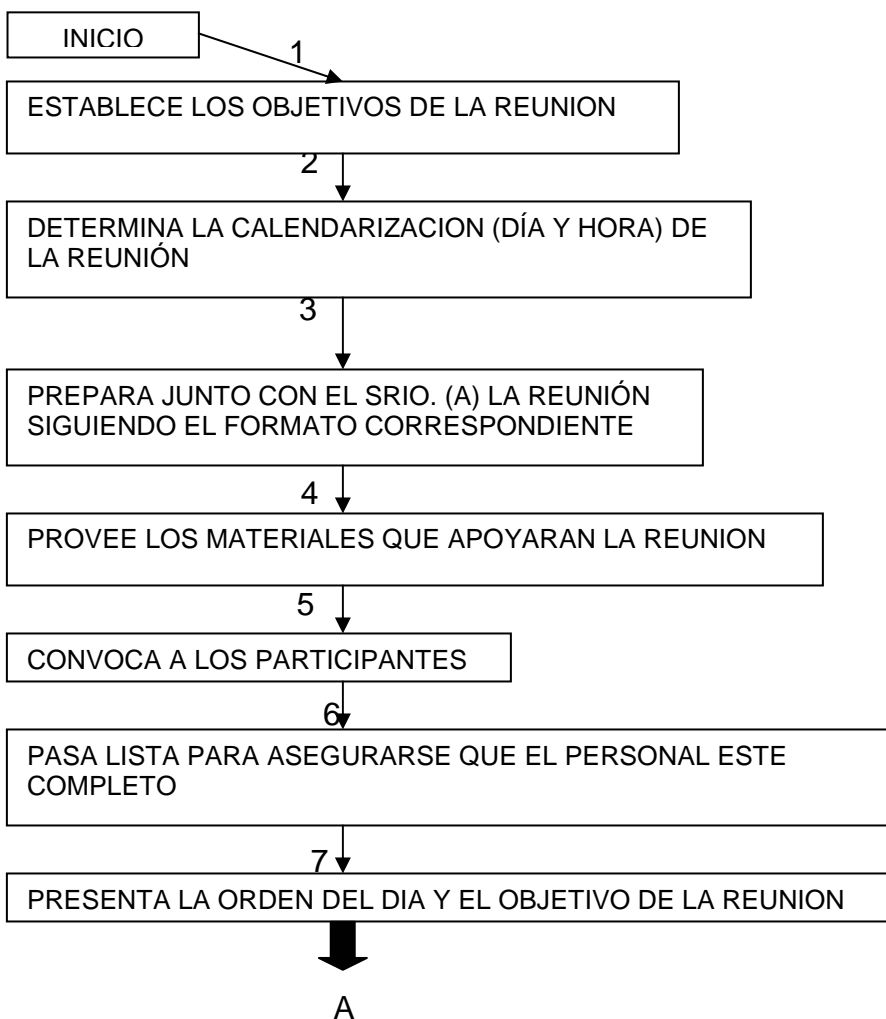 INICIO
1
ESTABLECE LOS OBJETIVOS DE LA REUNION
2
DETERMINA LA CALENDARIZACION (DÍA Y HORA) DE
LA REUNIÓN
3
PREPARA JUNTO CON EL SRIO. (A) LA REUNIÓN
SIGUIENDO EL FORMATO CORRESPONDIENTE
4
PROVEE LOS MATERIALES QUE APOYARAN LA REUNION
5
CONVOCA A LOS PARTICIPANTES
6
PASA LISTA PARA ASEGURARSE QUE EL PERSONAL ESTE
COMPLETO
7
PRESENTA LA ORDEN DEL DIA Y EL OBJETIVO DE LA REUNION
A